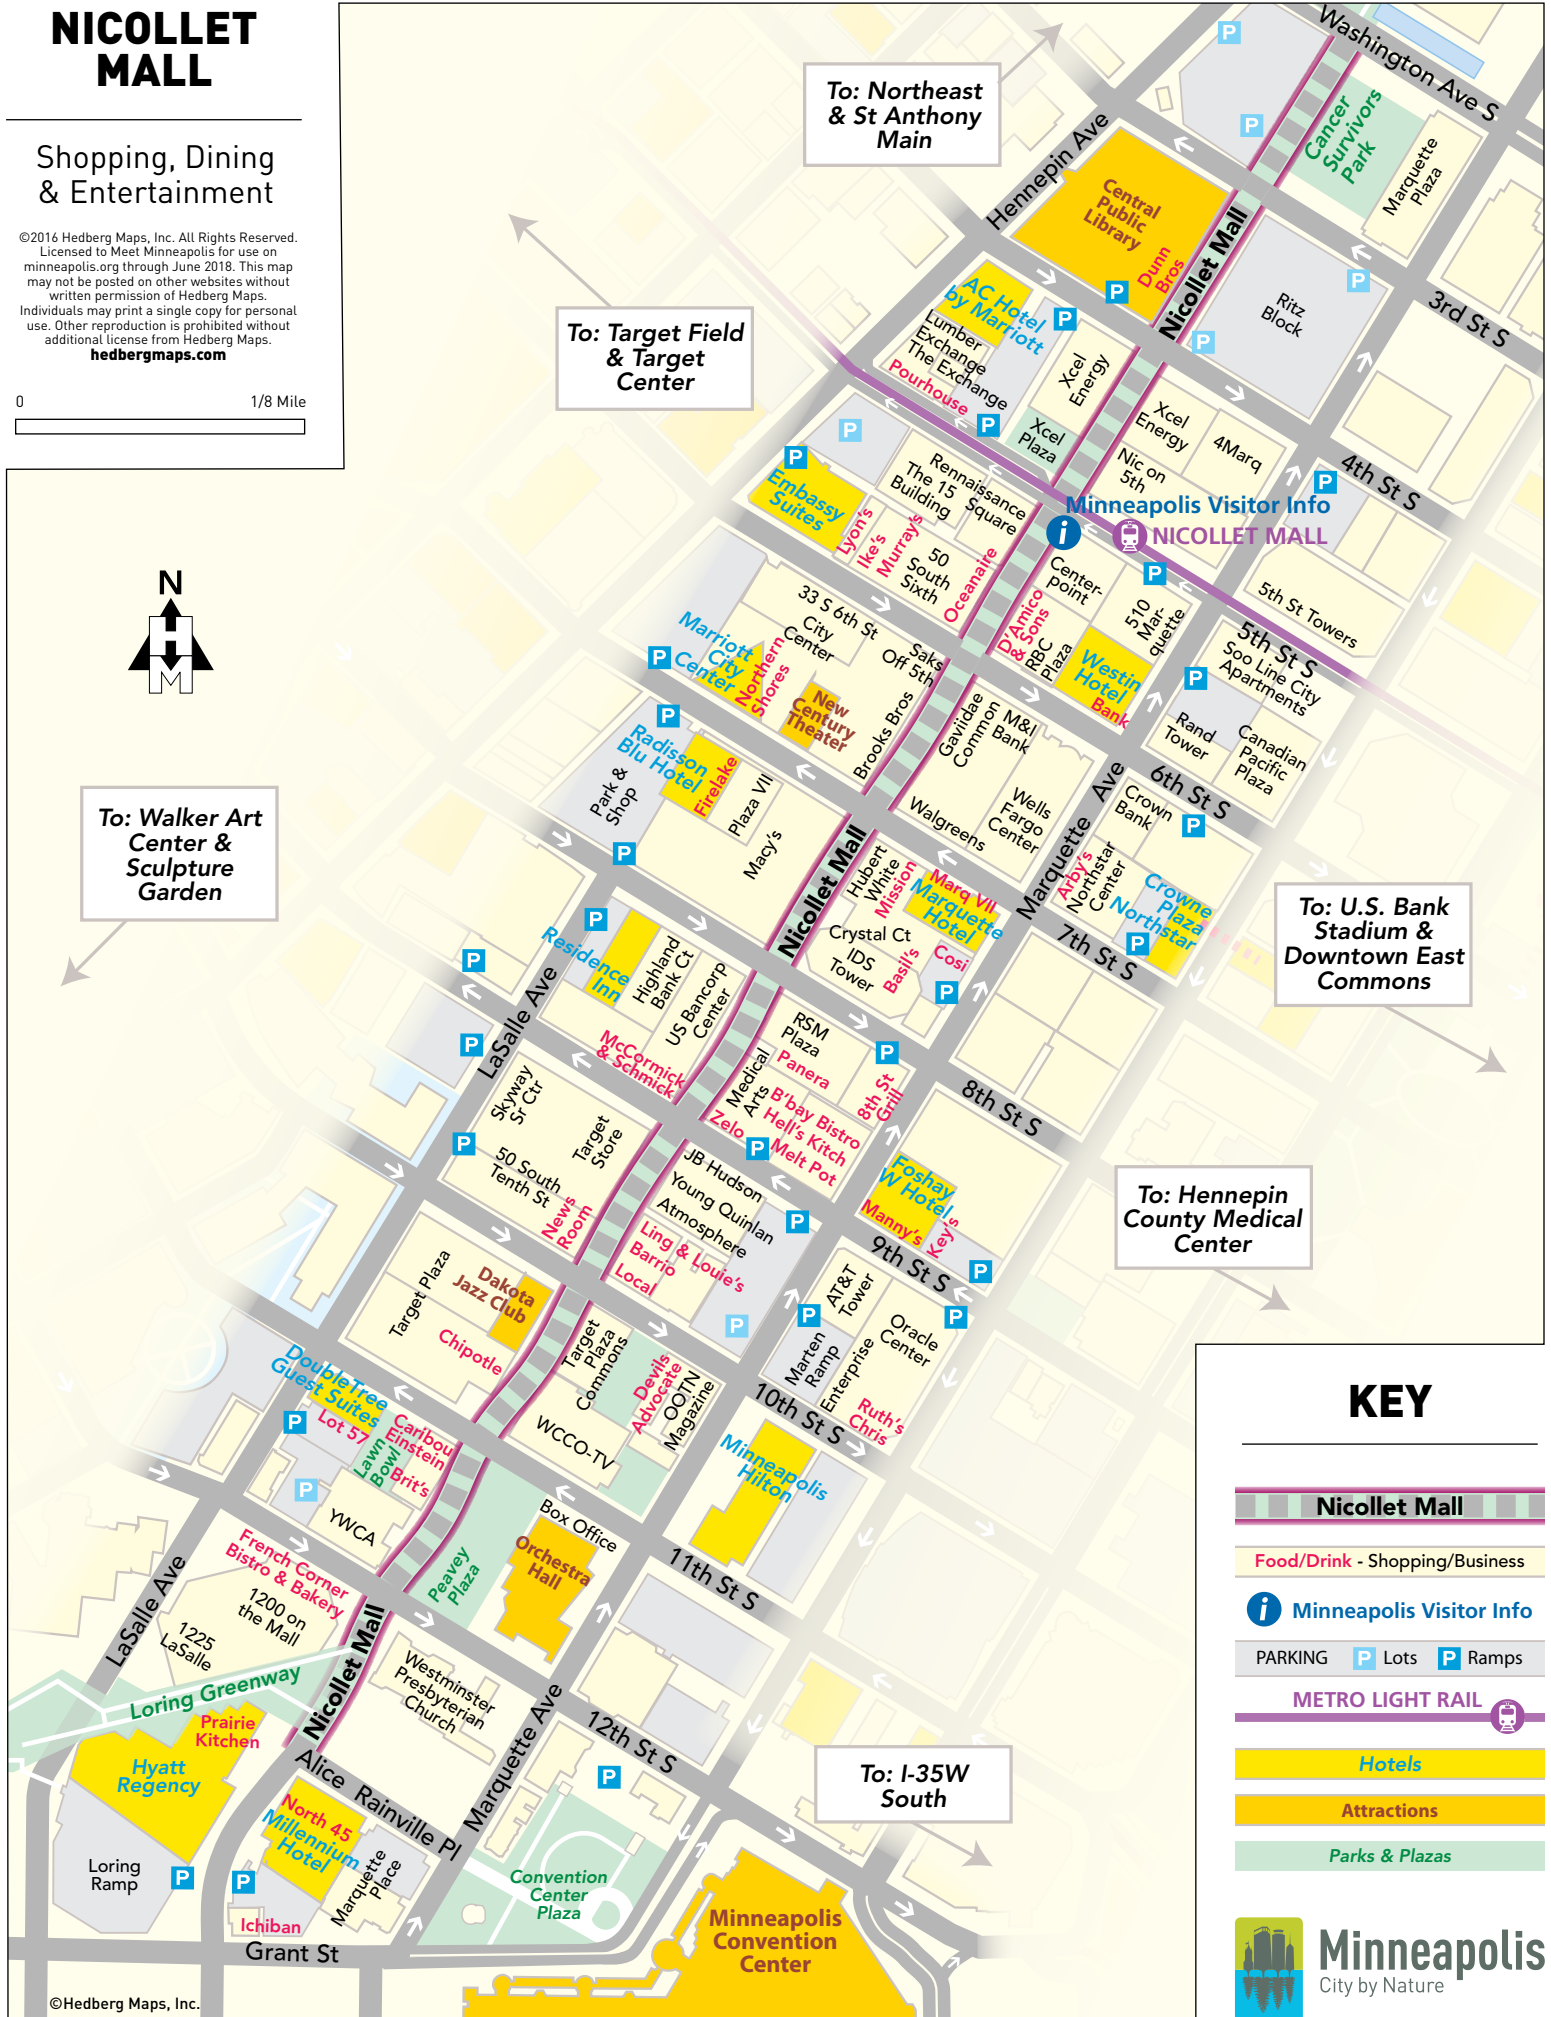 NICOLLET
MALL
Shopping, Dining
& Entertainment
©2016 Hedberg Maps, Inc. All Rights Reserved.
Licensed to Meet Minneapolis for use on
minneapolis.org through June 2018. This map
may not be posted on other websites without
written permission of Hedberg Maps.
Individuals may print a single copy for personal
use. Other reproduction is prohibited without
additional license from Hedberg Maps.
hedbergmaps.com
0 1/8 Mile
N
H
M
To: Northeast
& St Anthony
Main
To: Target Field
& Target
Center
To: Walker Art
Center &
Sculpture
Garden
To: U.S. Bank
Stadium &
Downtown East
Commons
To: Hennepin
County Medical
Center
To: I-35W
South
Washington Ave S
P
P
Cancer
Survivors
Park
Marquette
Plaza
Hennepin Ave
Central
Public
Library
Dunn
Bros
P
Nicollet Mall
Ritz
Block
P
P
3rd St S
AC Hotel
by Marriott
P
Lumber
Exchange
The Exchange
Pourhouse
P
Xcel
Energy
Xcel
Plaza
Xcel
Energy
4Marq
Nic on
5th
4th St S
P
P
P
Embassy
Suites
Rennaissance
Square
The 15
Building
Lyon's
Ike's
Murray's
50
South
Sixth
Oceanaire
Minneapolis Visitor Info
i
NICOLLET MALL
P
Center-
point
510
Mar-
quette
D'Amico
& Sons
RBC
Plaza
Westin
Hotel
Bank
5th St Towers
5th St S
Soo Line City
Apartments
P
Rand
Tower
Canadian
Pacific
Plaza
33 S 6th St
City
Center
Saks
Off 5th
Marriott
City
Center
P
Northern
Shores
New
Century
Theater
Brooks Bros
Gaviidae
Common
M&I
Bank
Wells
Fargo
Center
Walgreens
6th St S
P
Radisson
Blu Hotel
Firelake
Park &
Shop
P
Plaza VII
Macy's
Nicollet Mall
Hubert
White
Mission
Marq VII
Marquette
Hotel
Crystal Ct
IDS
Tower
Basil's
Cosi
P
Marquette Ave
Crown
Bank
P
Arby's
Northstar
Center
Crowne
Plaza
Northstar
P
7th St S
P
Residence
Inn
Highland
Bank Ct
US Bancorp
Center
McCormick
& Schmick
P
P
LaSalle Ave
RSM
Plaza
Panera
P
Medical
Arts
8th St
Grill
B'bay Bistro
Hell's Kitch
Melt Pot
Zelo
P
8th St S
Skyway
Sr Ctr
Target
Store
P
50 South
Tenth St
News
Room
JB Hudson
Young Quinlan
Atmosphere
P
Ling & Louie's
Barrio
Local
P
Foshay
W Hotel
Manny's
Key's
P
9th St S
P
AT&T
Tower
P
Marten
Ramp
Enterprise
Oracle
Center
Ruth's
Chris
Target Plaza
Dakota
Jazz Club
Chipotle
Target
Plaza
Commons
Devils
Advocate
OOTN
Magazine
WCCO-TV
10th St S
DoubleTree
Guest Suites
P
Lot 57
Caribou
Einstein
Brit's
Lawn
Bowl
P
YWCA
Minneapolis
Hilton
Box Office
Orchestra
Hall
Peavey
Plaza
11th St S
French Corner
Bistro & Bakery
1200 on
the Mall
1225
LaSalle
LaSalle Ave
Nicollet Mall
Loring Greenway
Westminster
Presbyterian
Church
Prairie
Kitchen
Hyatt
Regency
Alice Rainville Pl
Marquette Ave
12th St S
P
North 45
Millennium
Hotel
Loring
Ramp
P
P
Marquette
Place
Ichiban
Convention
Center
Plaza
Minneapolis
Convention
Center
Grant St
©Hedberg Maps, Inc.
KEY
Nicollet Mall
Food/Drink - Shopping/Business
i Minneapolis Visitor Info
PARKING P Lots P Ramps
METRO LIGHT RAIL
Hotels
Attractions
Parks & Plazas
Minneapolis
City by Nature